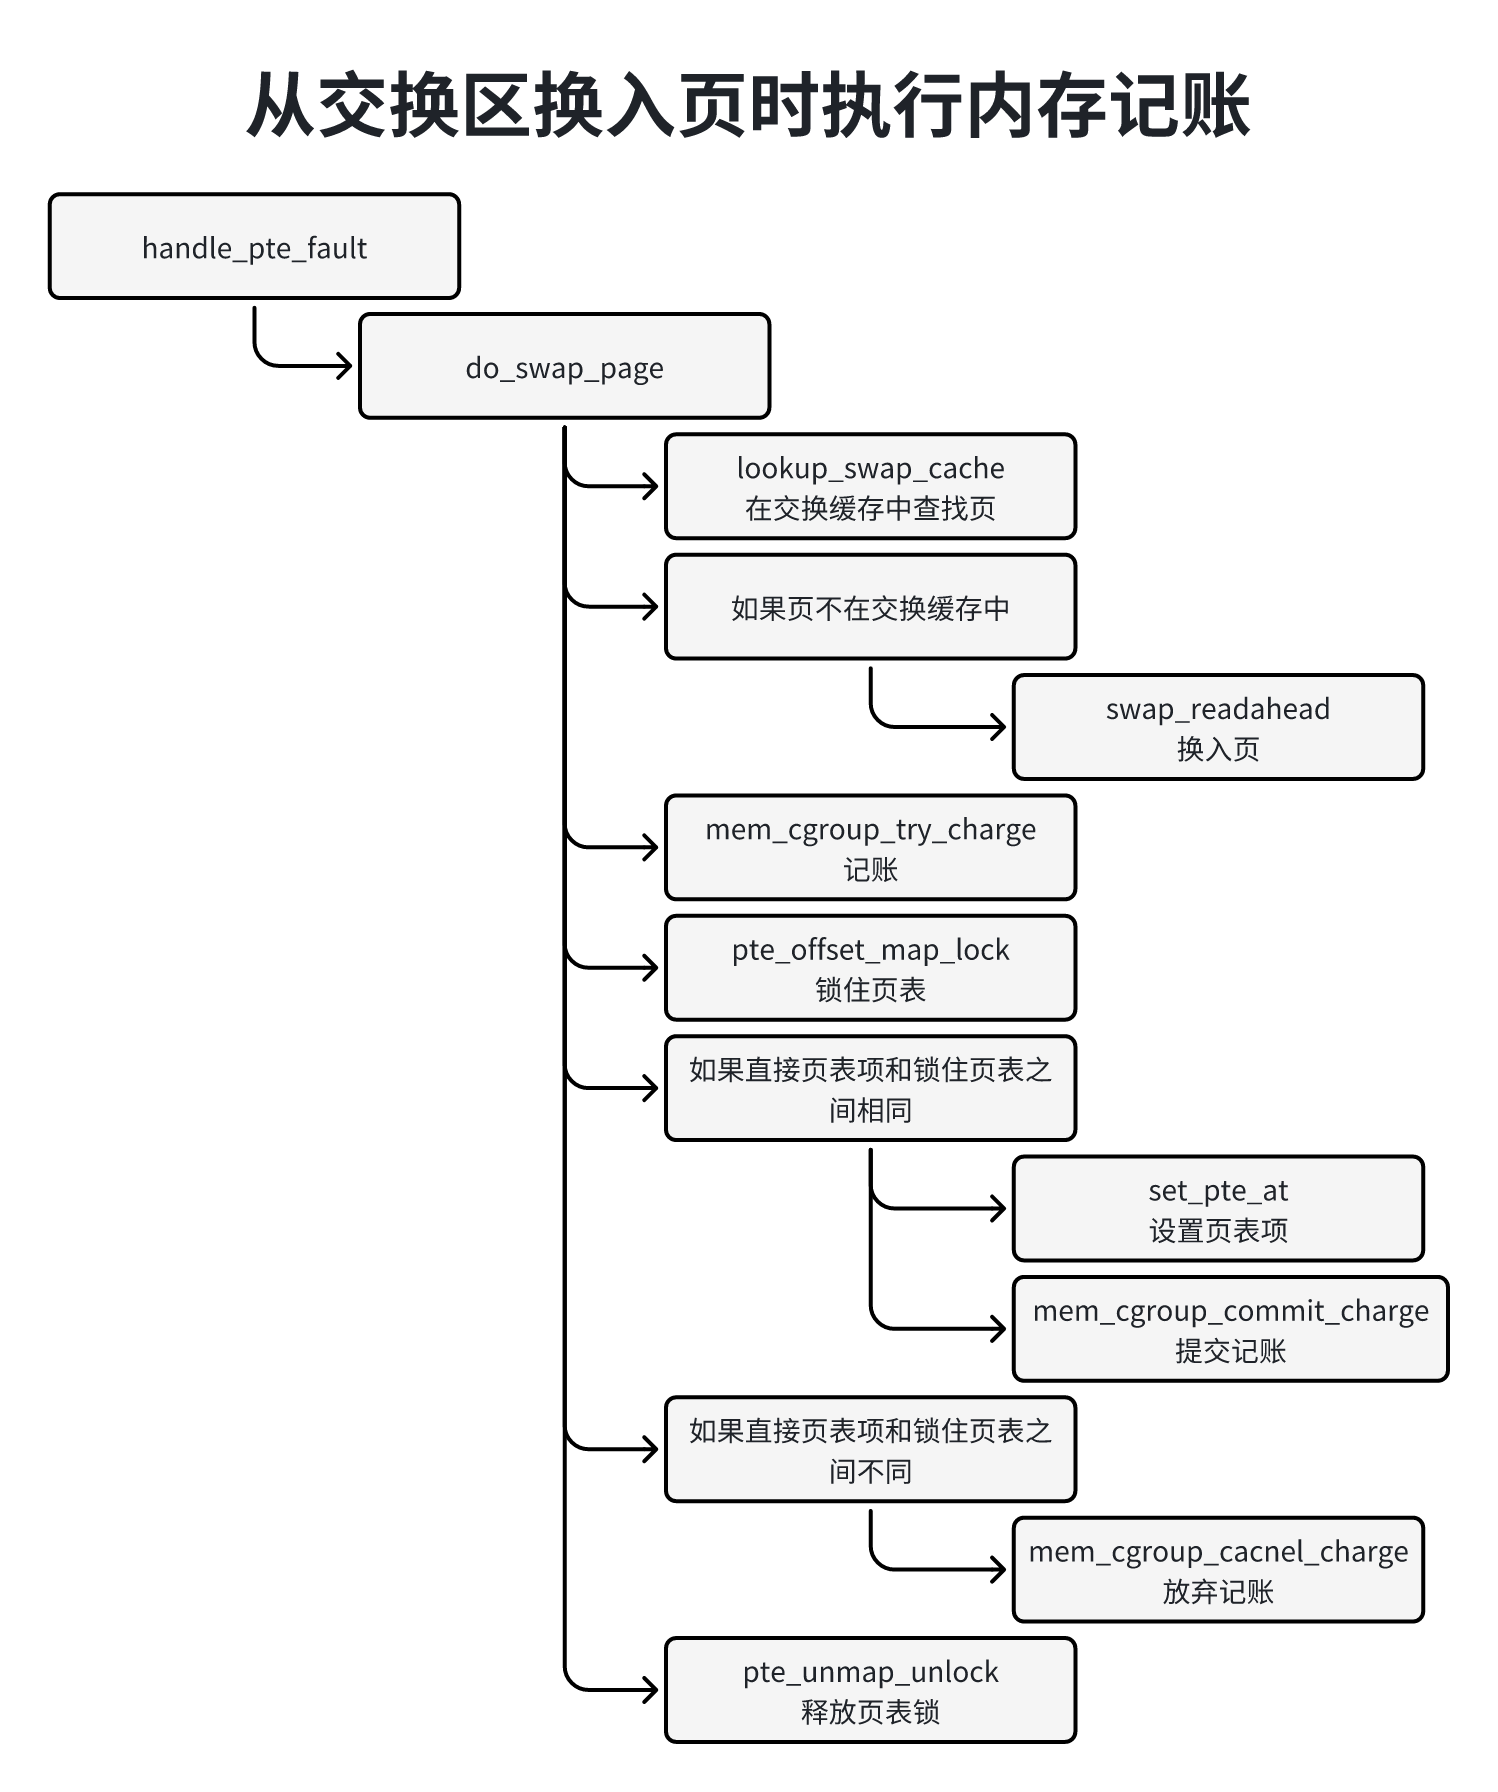 从交换区换入页时执行内存记账
handle_pte_fault
do_swap_page
lookup_swap_cache
在交换缓存中查找页
如果页不在交换缓存中
swap_readahead
换入页
mem_cgroup_try_charge
记账
pte_offset_map_lock
锁住页表
如果直接页表项和锁住页表之
间相同
set_pte_at
设置页表项
mem_cgroup_commit_charge
提交记账
如果直接页表项和锁住页表之
间不同
mem_cgroup_cacnel_charge
放弃记账
pte_unmap_unlock
释放页表锁